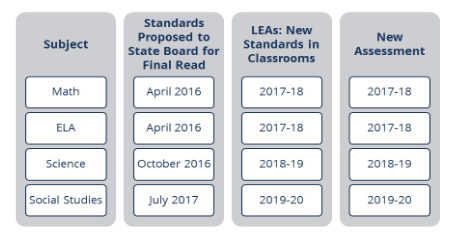 Subject
Standards
Proposed to
State Board for
Final Read
LEAs: New
Standards in
Classrooms
New
Assessment
Math
April 2016
2017-18
2017-18
ELA
April 2016
2017-18
2017-18
Science
October 2016
2018-19
2018-19
Social Studies
July 2017
2019-20
2019-20